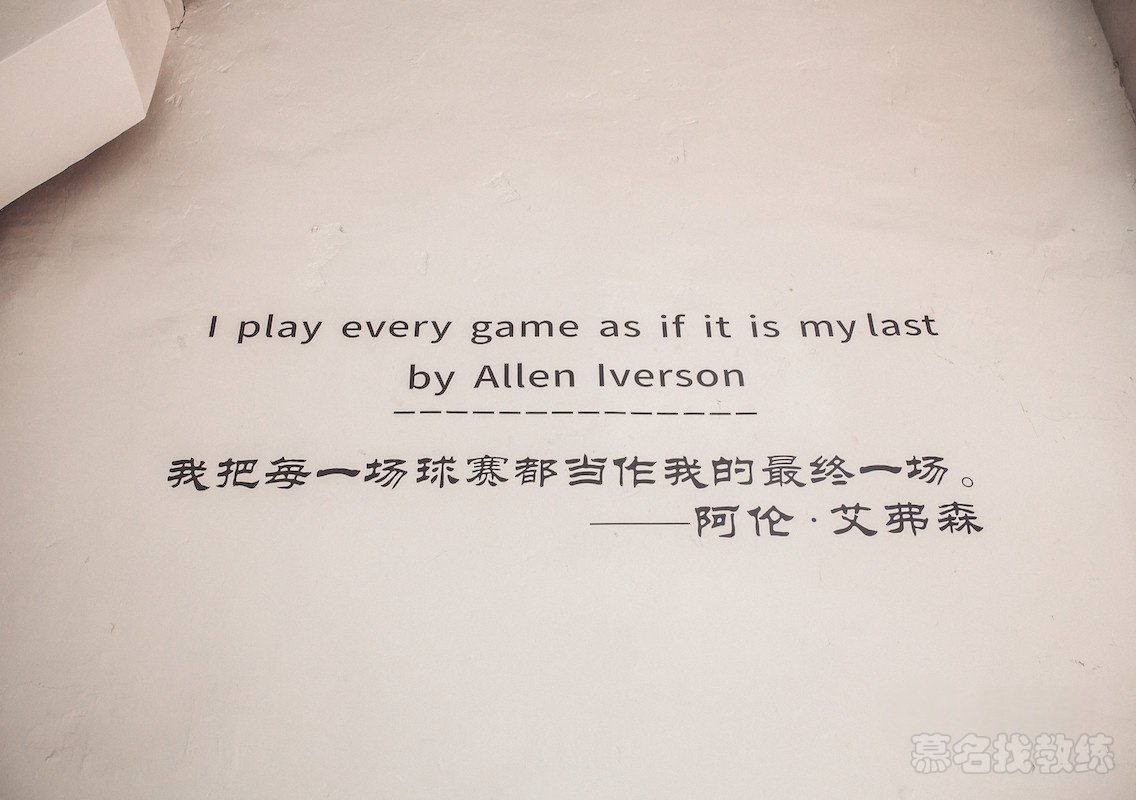 I play every game as if it is my last
by Allen Iverson
---------------
我把每一场球赛都当作我的最终一场。
——阿伦·艾弗森
慕名找教练